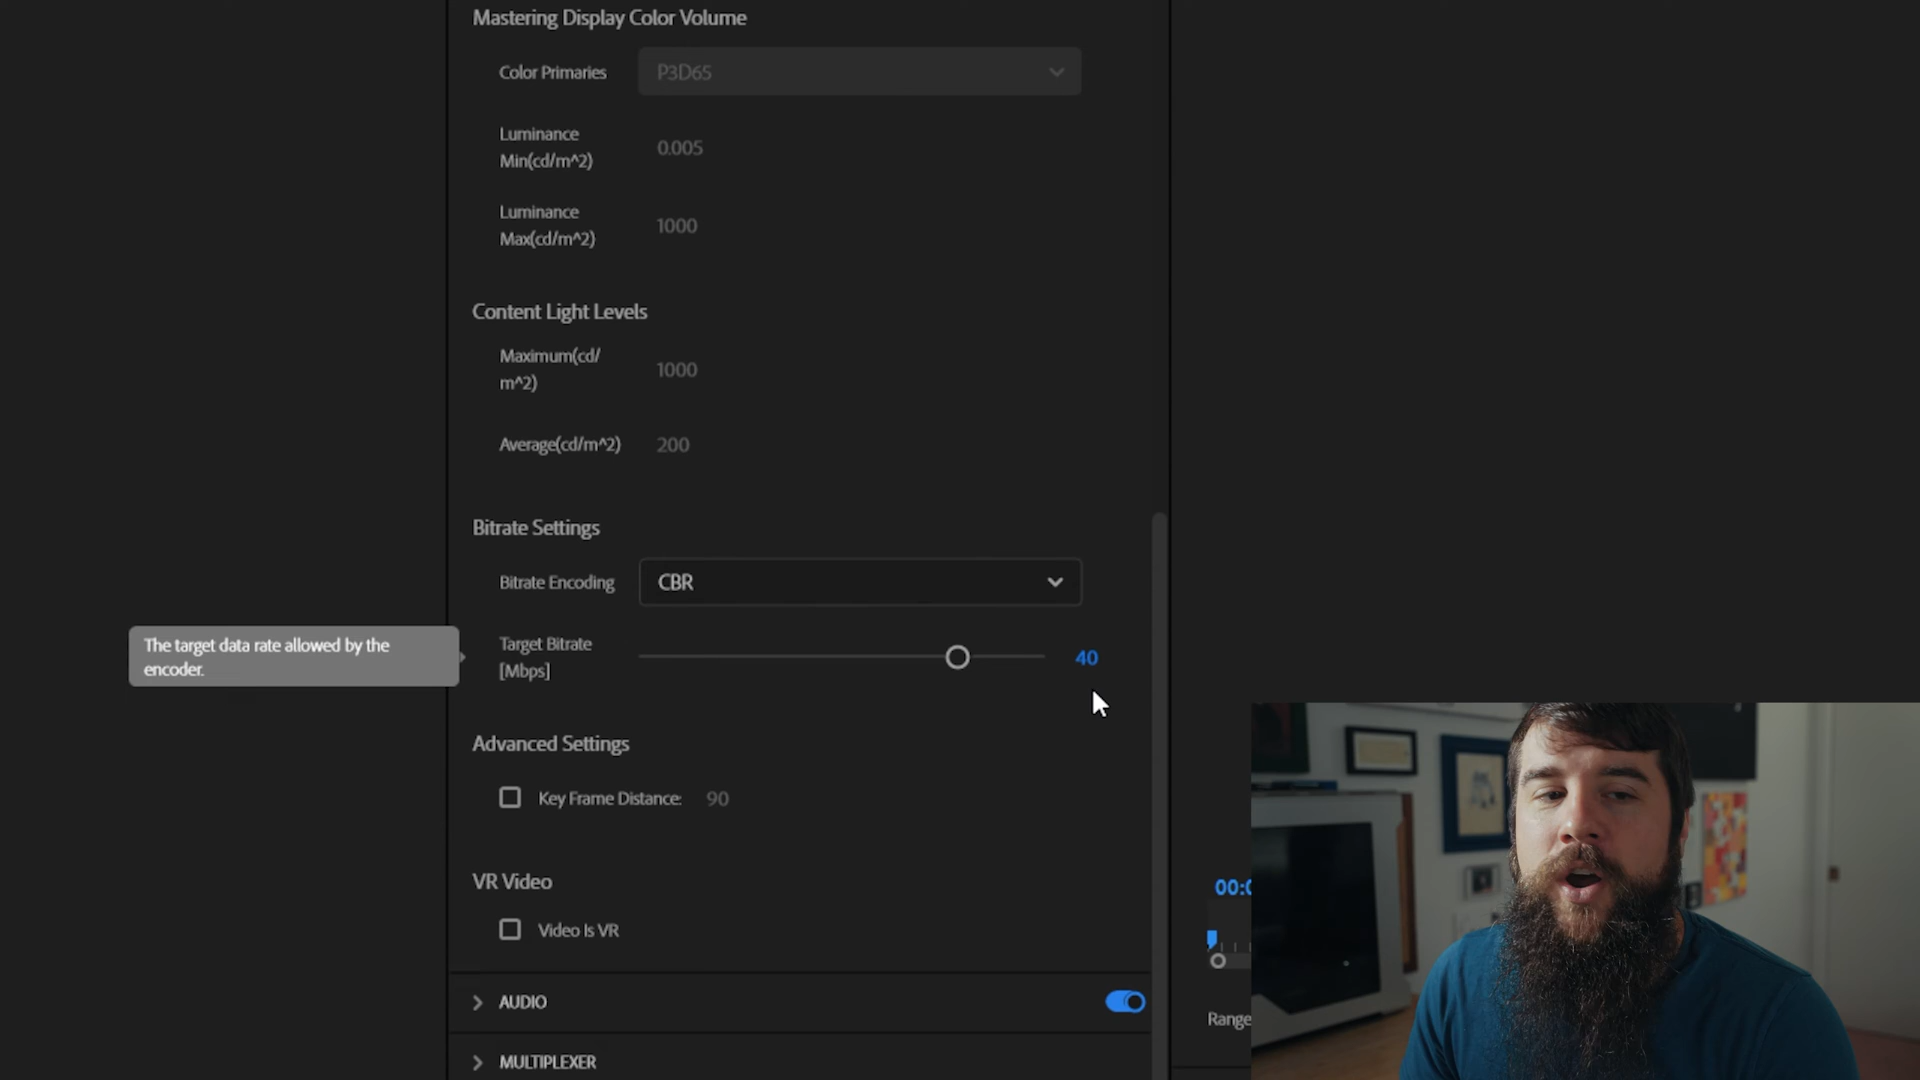 Mastering Display Color Volume
Color Primaries P3D65
Luminance
Min(cd/m^2) 0.005
Luminance
Max(cd/m^2) 1000
Content Light Levels
Maximum(cd/
m^2) 1000
Average(cd/m^2) 200
Bitrate Settings
Bitrate Encoding CBR
The target data rate allowed by the
encoder.
Target Bitrate
[Mbps] 40
Advanced Settings
Key Frame Distance: 90
VR Video
Video Is VR
00:0
AUDIO
Range
MULTIPLEXER